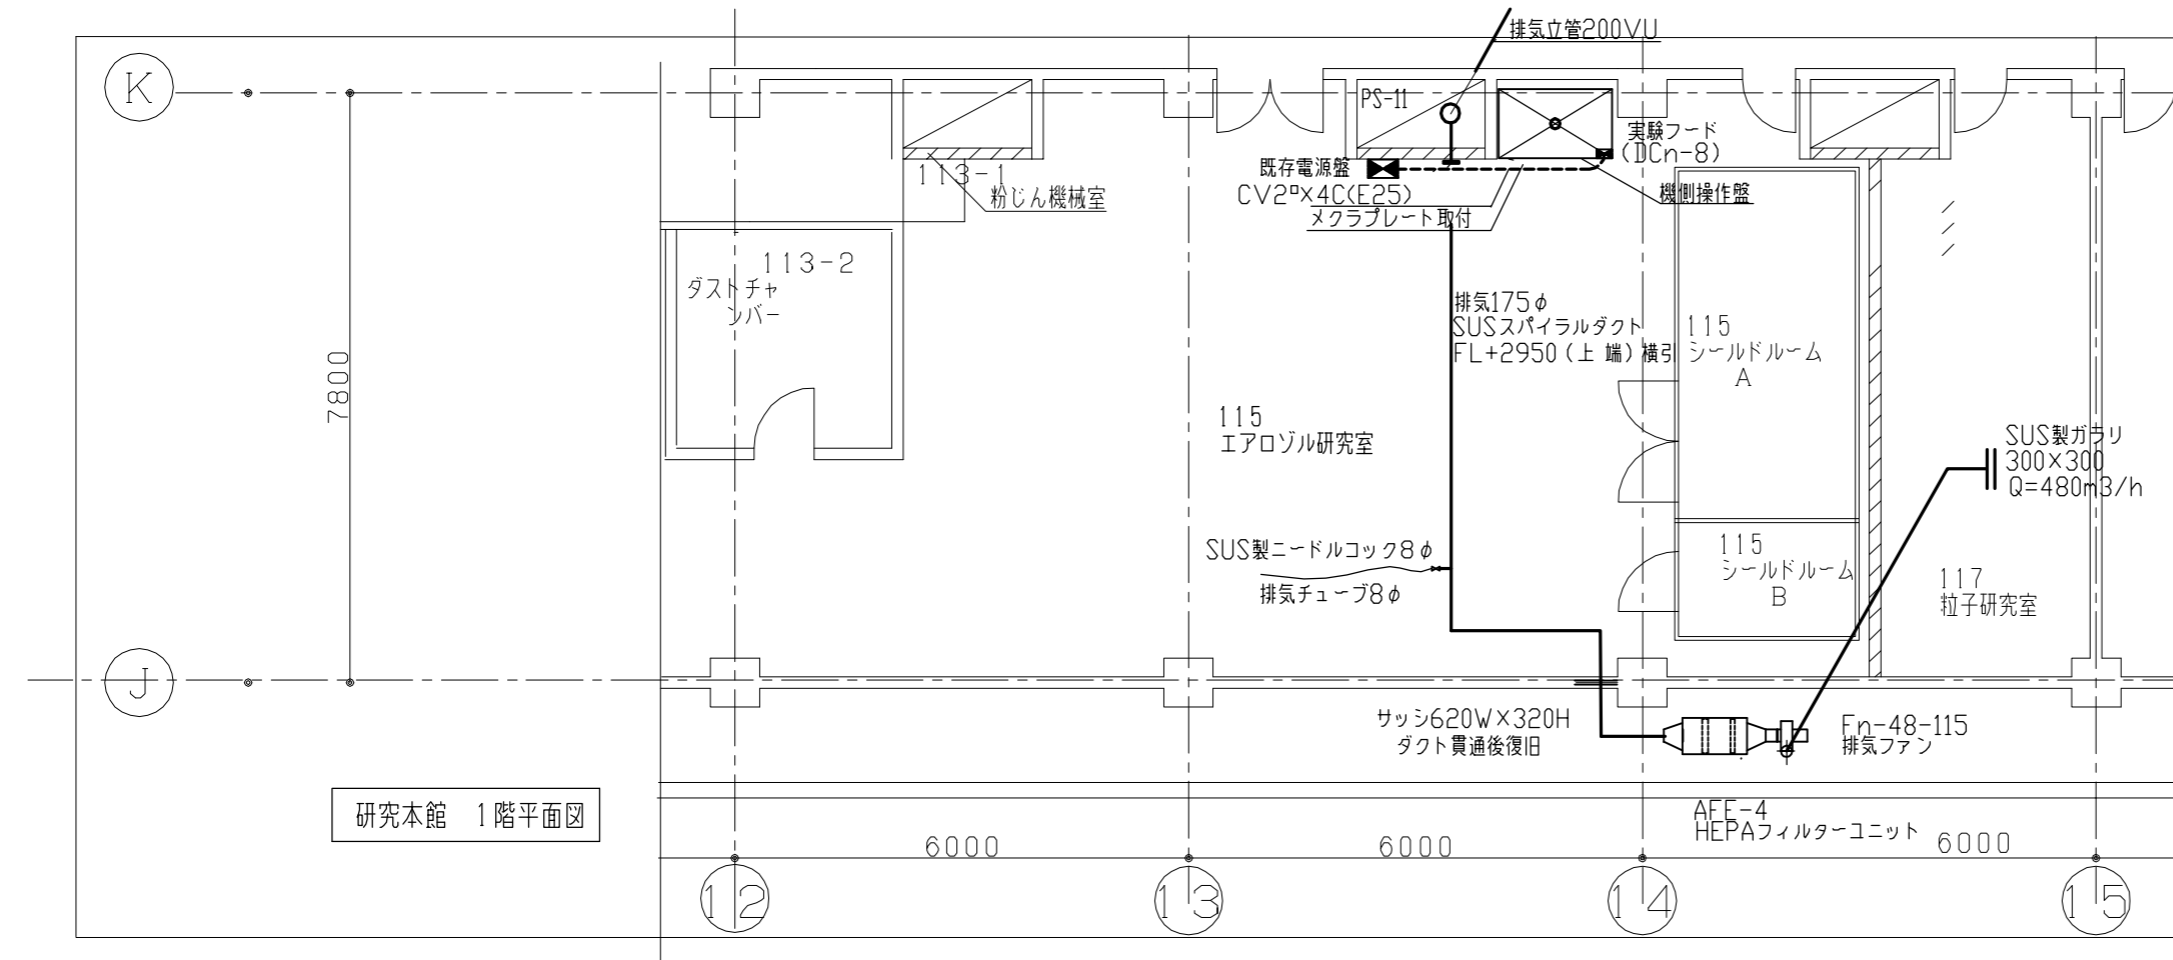 排気立管200VU
K
PS-11
実験フード
(DCn-8)
既存電源盤
CV2□×4C(E25)
メクラプレート取付
機側操作盤
113-1
粉じん機械室
113-2
ダストチャ
ンバー
7800
排気175φ
SUSスパイラルダクト
FL+2950(上 端)横引
115
シールドルーム
A
115
エアロゾル研究室
SUS製ガラリ
300×300
Q=480m3/h
SUS製ニードルコック8φ
排気チューブ8φ
115
シールドルーム
B
117
粒子研究室
J
サッシ620W×320H
ダクト貫通後復旧
Fn-48-115
排気ファン
研究本館 1階平面図
AFE-4
HEPAフィルターユニット
6000
6000
6000
12
13
14
15